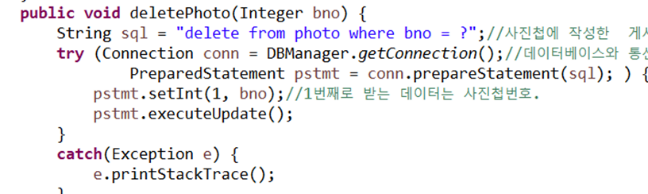 public void deletePhoto(Integer bno) {
String sql = "delete from photo where bno = ?";//사진첩에 작성한 게시
try (Connection conn = DBManager.getConnection();//데이터베이스와 통신
PreparedStatement pstmt = conn.prepareStatement(sql); ) {
pstmt.setInt(1, bno);//1번째로 받는 데이터는 사진첩번호.
pstmt.executeUpdate();
}
catch(Exception e) {
e.printStackTrace();
}